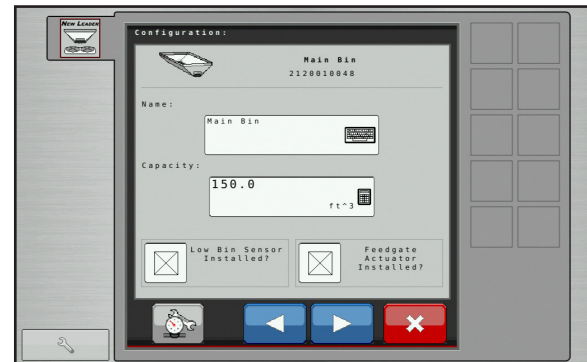 New Leader
Configuration:
Main Bin
2120010048
Name:
Main Bin
Capacity:
150.0
ft^3
Low Bin Sensor
Installed?
Feedgate
Actuator
Installed?